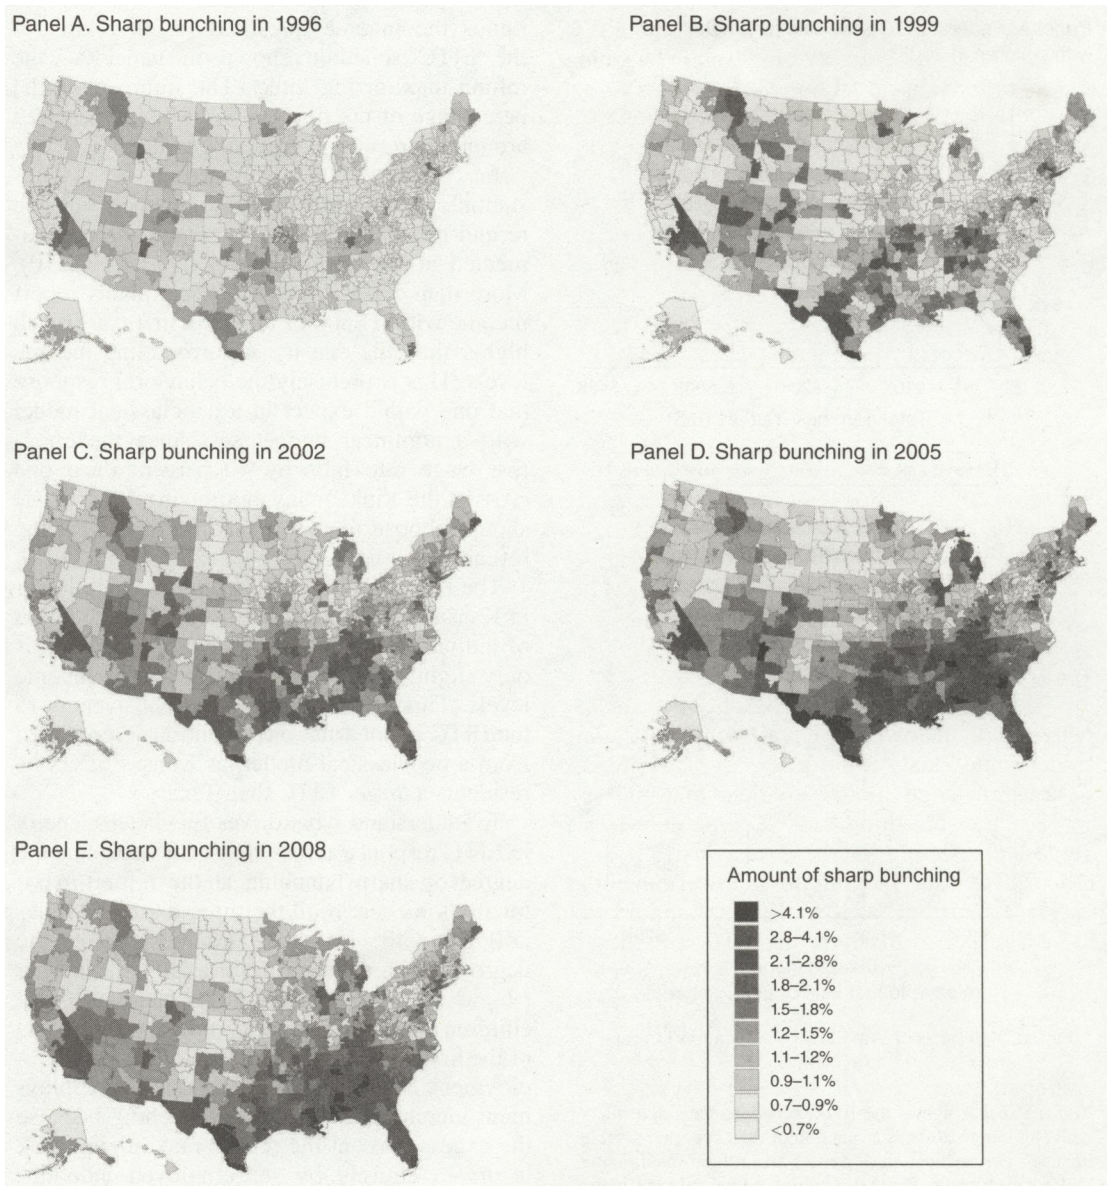 Panel A. Sharp bunching in 1996
Panel B. Sharp bunching in 1999
Panel C. Sharp bunching in 2002
Panel D. Sharp bunching in 2005
Panel E. Sharp bunching in 2008
Amount of sharp bunching
>4.1%
2.8–4.1%
2.1–2.8%
1.8–2.1%
1.5–1.8%
1.2–1.5%
1.1–1.2%
0.9–1.1%
0.7–0.9%
<0.7%